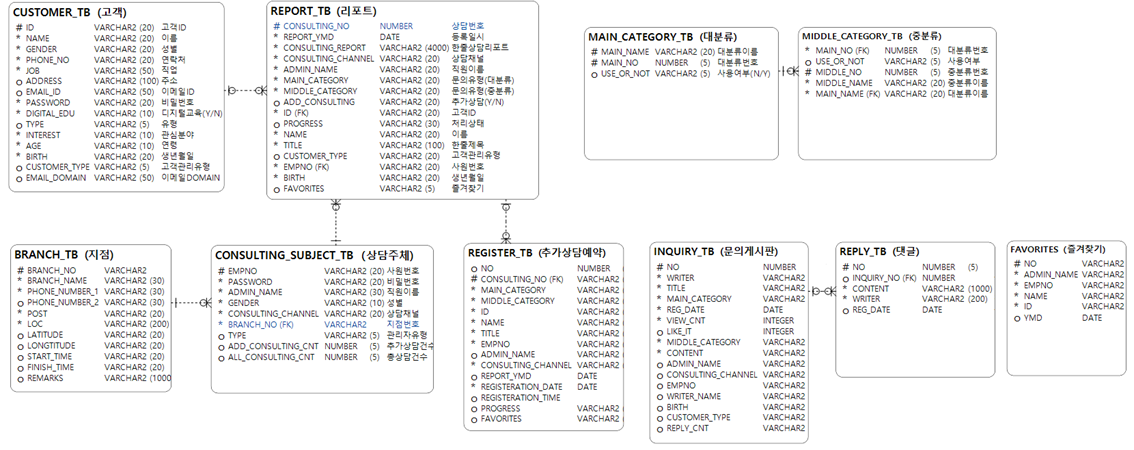 CUSTOMER_TB (고객)
# ID VARCHAR2 (20) 고객ID
* NAME VARCHAR2 (20) 이름
* GENDER VARCHAR2 (20) 성별
* PHONE_NO VARCHAR2 (20) 연락처
* JOB VARCHAR2 (50) 직업
o ADDRESS VARCHAR2 (100) 주소
o EMAIL_ID VARCHAR2 (50) 이메일ID
* PASSWORD VARCHAR2 (20) 비밀번호
* DIGITAL_EDU VARCHAR2 (10) 디지털교육(Y/N)
o TYPE VARCHAR2 (5) 유형
* INTEREST VARCHAR2 (10) 관심분야
* AGE VARCHAR2 (10) 연령
* BIRTH VARCHAR2 (20) 생년월일
o CUSTOMER_TYPE VARCHAR2 (5) 고객관리유형
o EMAIL_DOMAIN VARCHAR2 (50) 이메일DOMAIN
REPORT_TB (리포트)
# CONSULTING_NO NUMBER 상담번호
* REPORT_YMD DATE 등록일시
* CONSULTING_REPORT VARCHAR2 (4000) 한줄상담리포트
* CONSULTING_CHANNEL VARCHAR2 (20) 상담채널
* ADMIN_NAME VARCHAR2 (20) 직원이름
* MAIN_CATEGORY VARCHAR2 (20) 문의유형(대분류)
* MIDDLE_CATEGORY VARCHAR2 (20) 문의유형(중분류)
o ADD_CONSULTING VARCHAR2 (20) 추가상담(Y/N)
* ID (FK) VARCHAR2 (20) 고객ID
o PROGRESS VARCHAR2 (30) 처리상태
* NAME VARCHAR2 (20) 이름
* TITLE VARCHAR2 (100) 한줄제목
o CUSTOMER_TYPE VARCHAR2 (20) 고객관리유형
* EMPNO (FK) VARCHAR2 (20) 사원번호
* BIRTH VARCHAR2 (20) 생년월일
o FAVORITES VARCHAR2 (5) 즐겨찾기
MAIN_CATEGORY_TB (대분류)
# MAIN_NAME VARCHAR2 (20) 대분류이름
# MAIN_NO NUMBER (5) 대분류번호
o USE_OR_NOT VARCHAR2 (5) 사용여부(N/Y)
MIDDLE_CATEGORY_TB (중분류)
* MAIN_NO (FK) NUMBER (5) 대분류번호
o USE_OR_NOT VARCHAR2 (5) 사용여부
# MIDDLE_NO NUMBER (5) 중분류번호
* MIDDLE_NAME VARCHAR2 (20) 중분류이름
* MAIN_NAME (FK) VARCHAR2 (20) 대분류이름
BRANCH_TB (지점)
# BRANCH_NO VARCHAR2
* BRANCH_NAME VARCHAR2 (30)
* PHONE_NUMBER_1 VARCHAR2 (30)
o PHONE_NUMBER_2 VARCHAR2 (30)
* POST VARCHAR2 (20)
* LOC VARCHAR2 (200)
o LATITUDE VARCHAR2 (20)
o LONGTITUDE VARCHAR2 (20)
o START_TIME VARCHAR2 (20)
o FINISH_TIME VARCHAR2 (20)
o REMARKS VARCHAR2 (1000
CONSULTING_SUBJECT_TB (상담주체)
# EMPNO VARCHAR2 (20) 사원번호
* PASSWORD VARCHAR2 (20) 비밀번호
* ADMIN_NAME VARCHAR2 (30) 직원이름
* GENDER VARCHAR2 (10) 성별
* CONSULTING_CHANNEL VARCHAR2 (20) 상담채널
* BRANCH_NO (FK) VARCHAR2 지점번호
o TYPE VARCHAR2 (5) 관리자유형
o ADD_CONSULTING_CNT NUMBER (5) 추가상담건수
o ALL_CONSULTING_CNT NUMBER (5) 총상담건수
REGISTER_TB (추가상담예약)
o NO NUMBER
# CONSULTING_NO (FK) NUMBER
* MAIN_CATEGORY VARCHAR2
* MIDDLE_CATEGORY VARCHAR2
* ID VARCHAR2
* NAME VARCHAR2
* TITLE VARCHAR2
* EMPNO VARCHAR2
o ADMIN_NAME VARCHAR2
* CONSULTING_CHANNEL VARCHAR2
o REPORT_YMD DATE
* REGISTERATION_DATE DATE
o REGISTERATION_TIME
o PROGRESS VARCHAR2
o FAVORITES VARCHAR2
INQUIRY_TB (문의게시판)
# NO NUMBER
* WRITER VARCHAR2
* TITLE VARCHAR2
* MAIN_CATEGORY VARCHAR2
* REG_DATE DATE
* VIEW_CNT INTEGER
o LIKE_IT INTEGER
* MIDDLE_CATEGORY VARCHAR2
* CONTENT VARCHAR2
o ADMIN_NAME VARCHAR2
o CONSULTING_CHANNEL VARCHAR2
o EMPNO VARCHAR2
o WRITER_NAME VARCHAR2
o BIRTH VARCHAR2
o CUSTOMER_TYPE VARCHAR2
o REPLY_CNT VARCHAR2
REPLY_TB (댓글)
# NO NUMBER (5)
o INQUIRY_NO (FK) NUMBER
* CONTENT VARCHAR2 (1000)
* WRITER VARCHAR2 (200)
o REG_DATE DATE
FAVORITES (즐겨찾기)
# NO VARCHAR2
* ADMIN_NAME VARCHAR2
* EMPNO VARCHAR2
* NAME VARCHAR2
* ID VARCHAR2
o YMD DATE